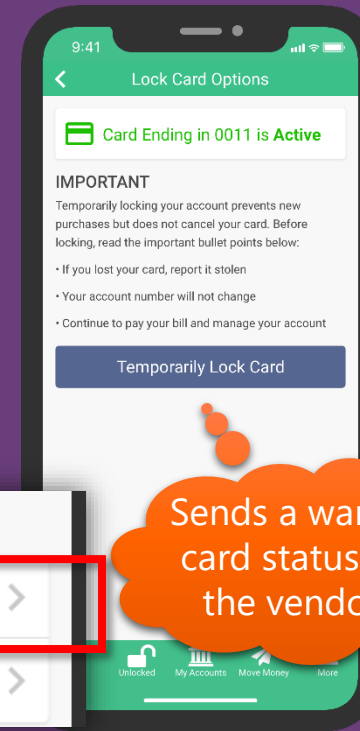 9:41
Lock Card Options
Card Ending in 0011 is Active
IMPORTANT
Temporarily locking your account prevents new
purchases but does not cancel your card. Before
locking, read the important bullet points below:
• If you lost your card, report it stolen
• Your account number will not change
• Continue to pay your bill and manage your account
Temporarily Lock Card
Sends a
card status
the
Unlocked My Accounts Move Money More